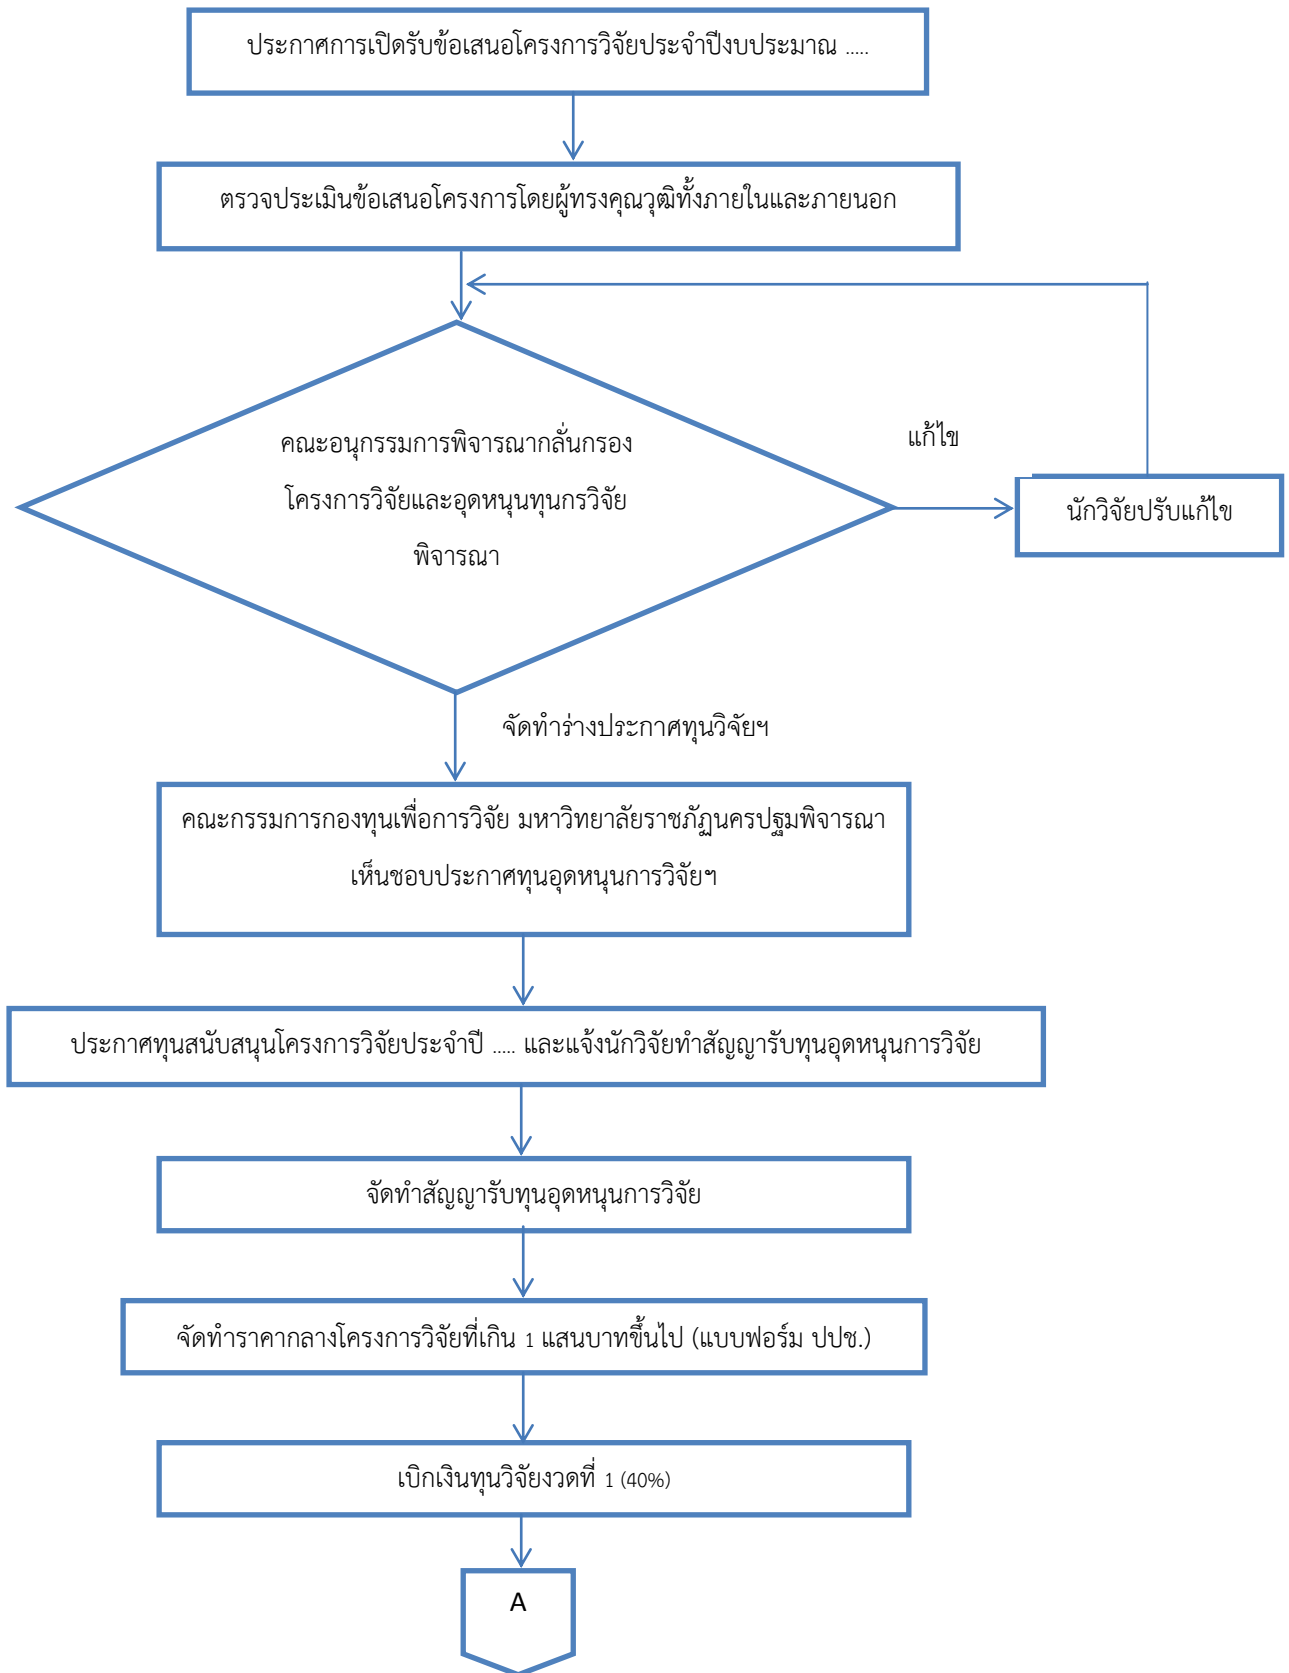 ประกาศการเปิดรับข้อเสนอโครงการวิจัยประจำปีงบประมาณ .....
ตรวจประเมินข้อเสนอโครงการโดยผู้ทรงคุณวุฒิทั้งภายในและภายนอก
คณะอนุกรรมการพิจารณากลั่นกรอง
โครงการวิจัยและอุดหนุนทุนกรวิจัย
พิจารณา
แก้ไข
นักวิจัยปรับแก้ไข
จัดทำร่างประกาศทุนวิจัยฯ
คณะกรรมการกองทุนเพื่อการวิจัย มหาวิทยาลัยราชภัฏนครปฐมพิจารณา
เห็นชอบประกาศทุนอุดหนุนการวิจัยฯ
ประกาศทุนสนับสนุนโครงการวิจัยประจำปี ..... และแจ้งนักวิจัยทำสัญญารับทุนอุดหนุนการวิจัย
จัดทำสัญญารับทุนอุดหนุนการวิจัย
จัดทำราคากลางโครงการวิจัยที่เกิน 1 แสนบาทขึ้นไป (แบบฟอร์ม ปปช.)
เบิกเงินทุนวิจัยงวดที่ 1 (40%)
A